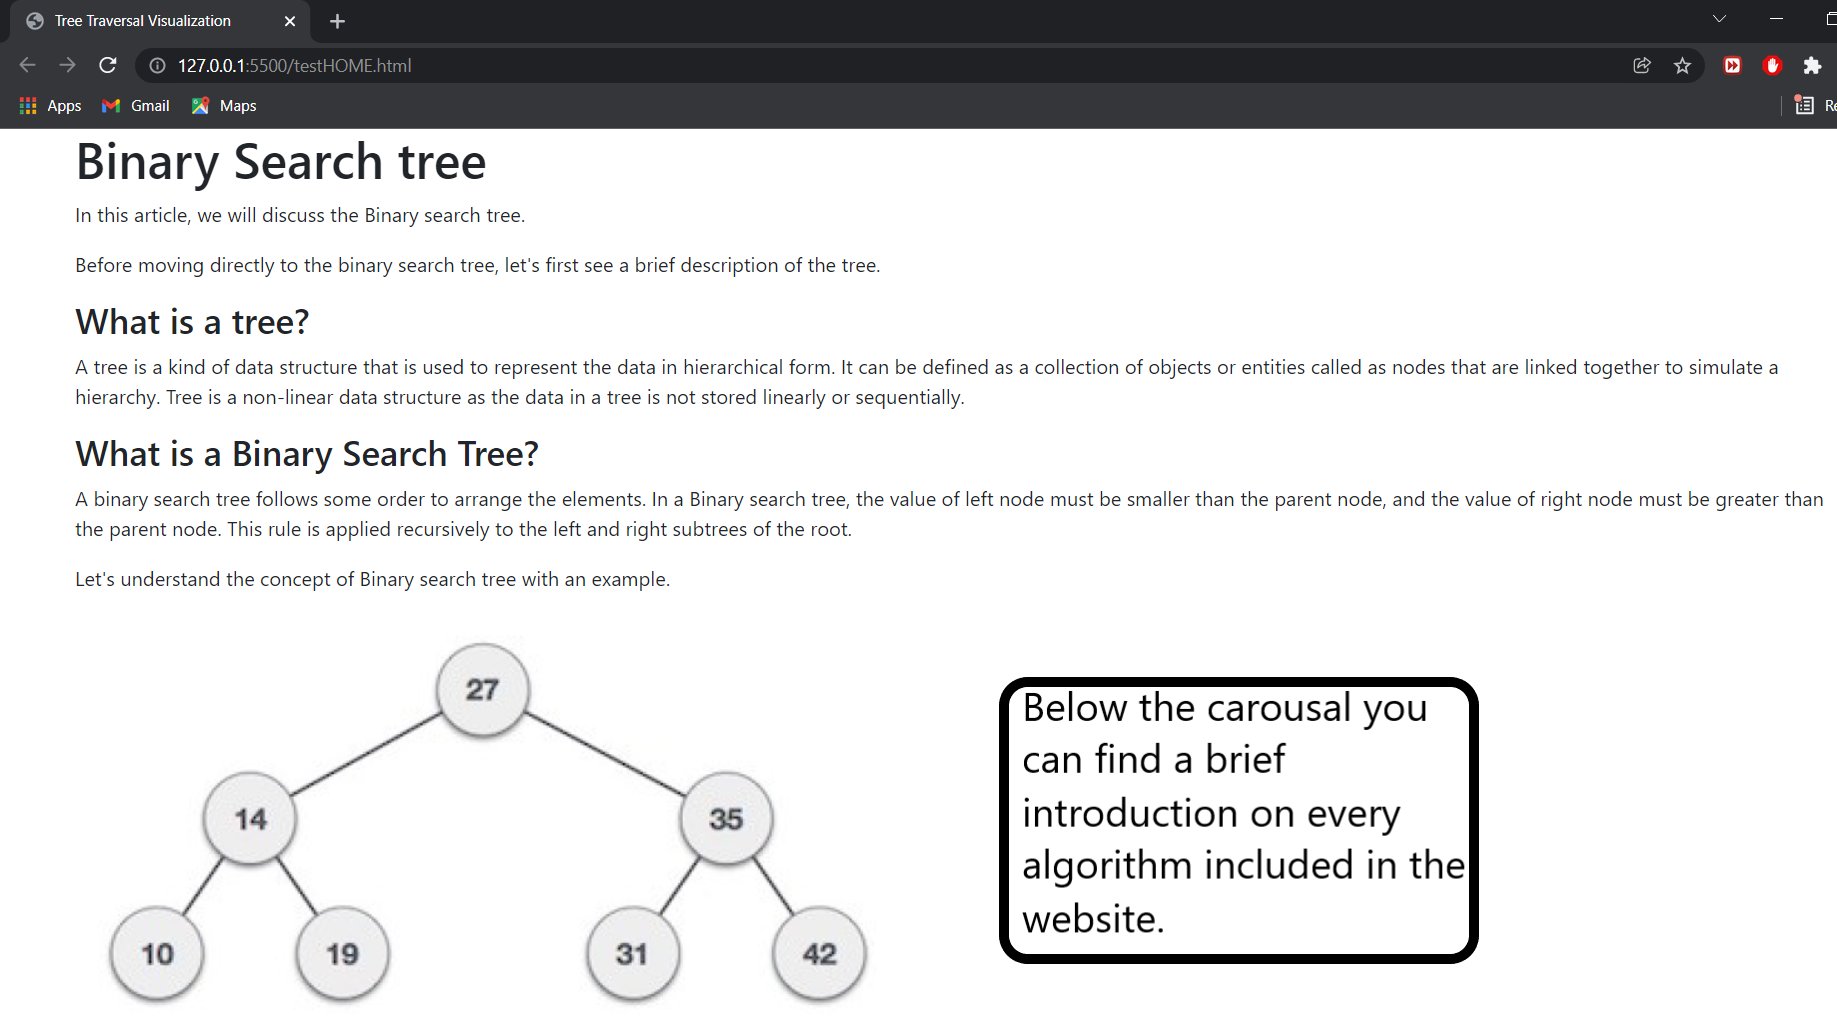 Tree Traversal Visualization
127.0.0.1:5500/testHOME.html
Apps Gmail Maps
Binary Search tree
In this article, we will discuss the Binary search tree.
Before moving directly to the binary search tree, let's first see a brief description of the tree.
What is a tree?
A tree is a kind of data structure that is used to represent the data in hierarchical form. It can be defined as a collection of objects or entities called as nodes that are linked together to simulate a
hierarchy. Tree is a non-linear data structure as the data in a tree is not stored linearly or sequentially.
What is a Binary Search Tree?
A binary search tree follows some order to arrange the elements. In a Binary search tree, the value of left node must be smaller than the parent node, and the value of right node must be greater than
the parent node. This rule is applied recursively to the left and right subtrees of the root.
Let's understand the concept of Binary search tree with an example.
27
14 35
10 19 31 42
Below the carousal you
can find a brief
introduction on every
algorithm included in the
website.